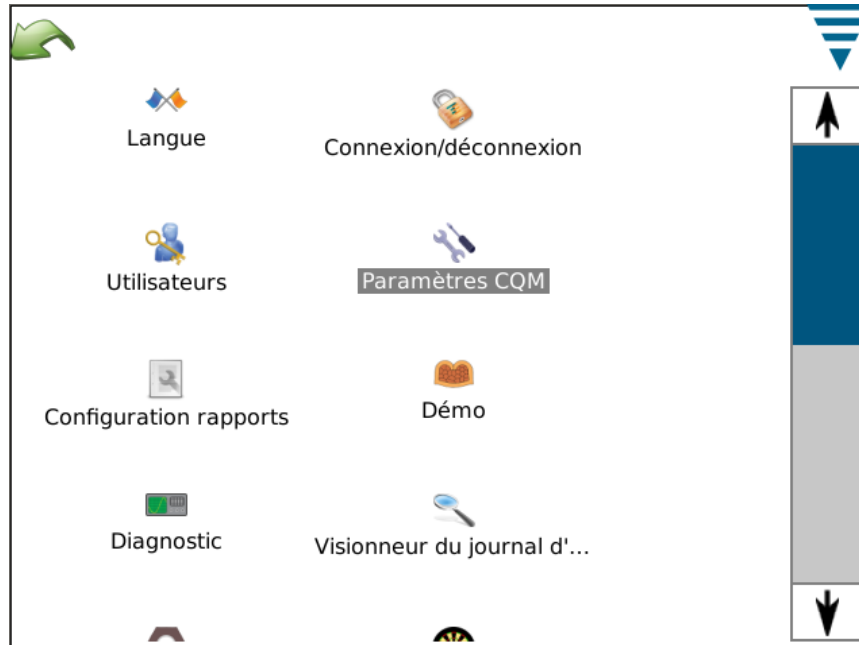 Langue
Connexion/déconnexion
Utilisateurs
Paramètres CQM
Configuration rapports
Démo
Diagnostic
Visionneur du journal d'...